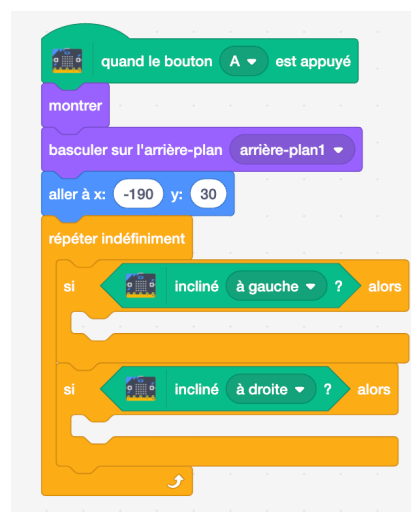 quand le bouton A est appuyé
montrer
basculer sur l'arrière-plan arrière-plan1
aller à x: -190 y: 30
répéter indéfiniment
si incliné à gauche ? alors
si incliné à droite ? alors